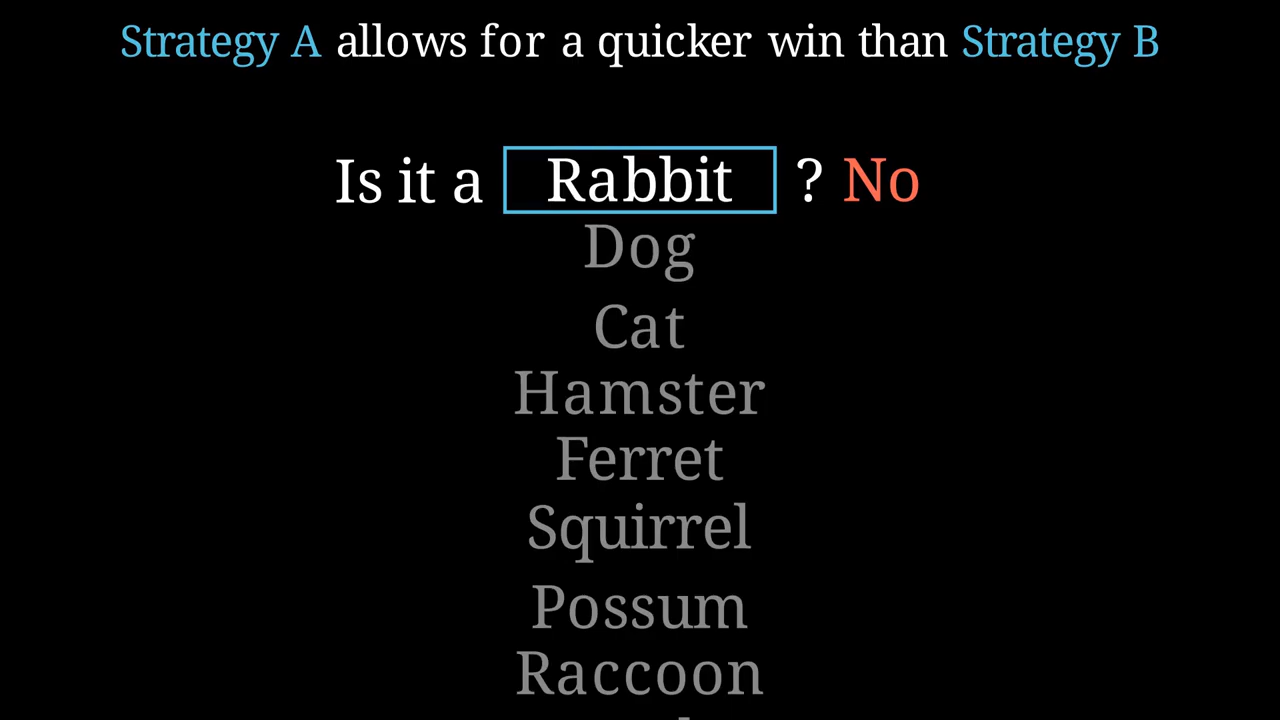 Strategy A allows for a quicker win than Strategy B
Is it a Rabbit ? No
Dog
Cat
Hamster
Ferret
Squirrel
Possum
Raccoon